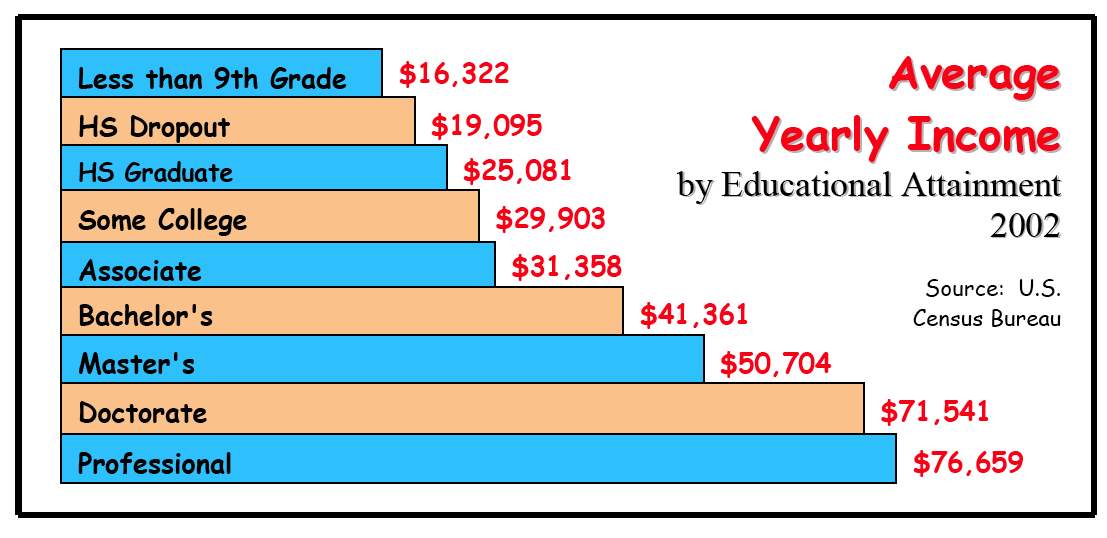 Average
Yearly Income
by Educational Attainment
2002
Source: U.S.
Census Bureau
Less than 9th Grade $16,322
HS Dropout $19,095
HS Graduate $25,081
Some College $29,903
Associate $31,358
Bachelor's $41,361
Master's $50,704
Doctorate $71,541
Professional $76,659